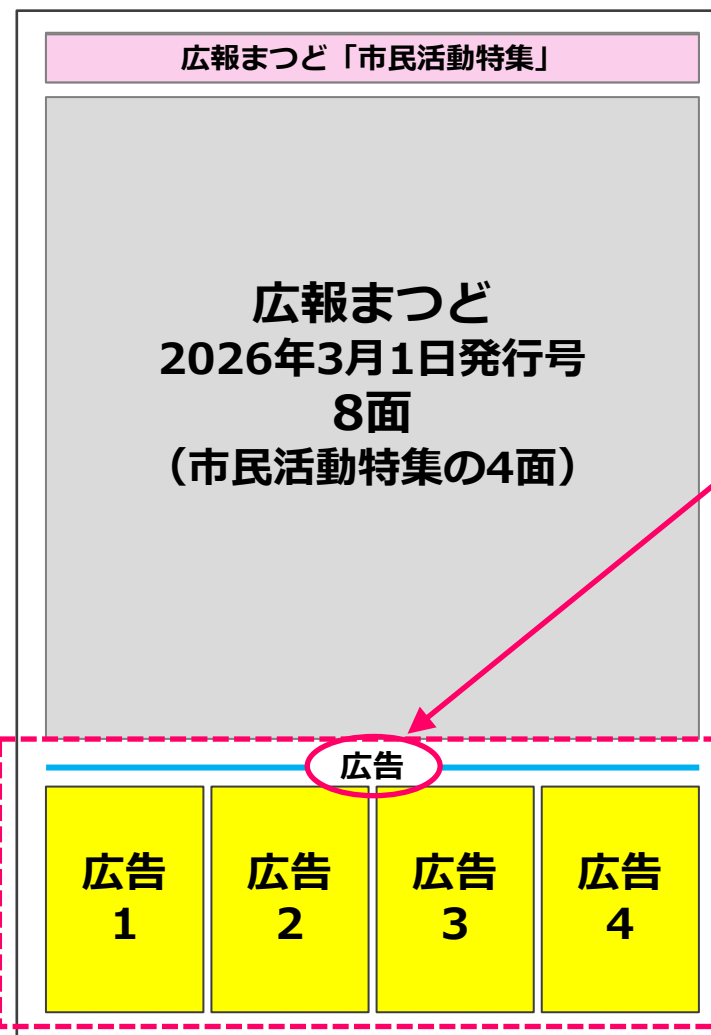 広報まつど「市民活動特集」
広報まつど
2026年3月1日発行号
8面
（市民活動特集の4面）
広告
広告
1
広告
2
広告
3
広告
4